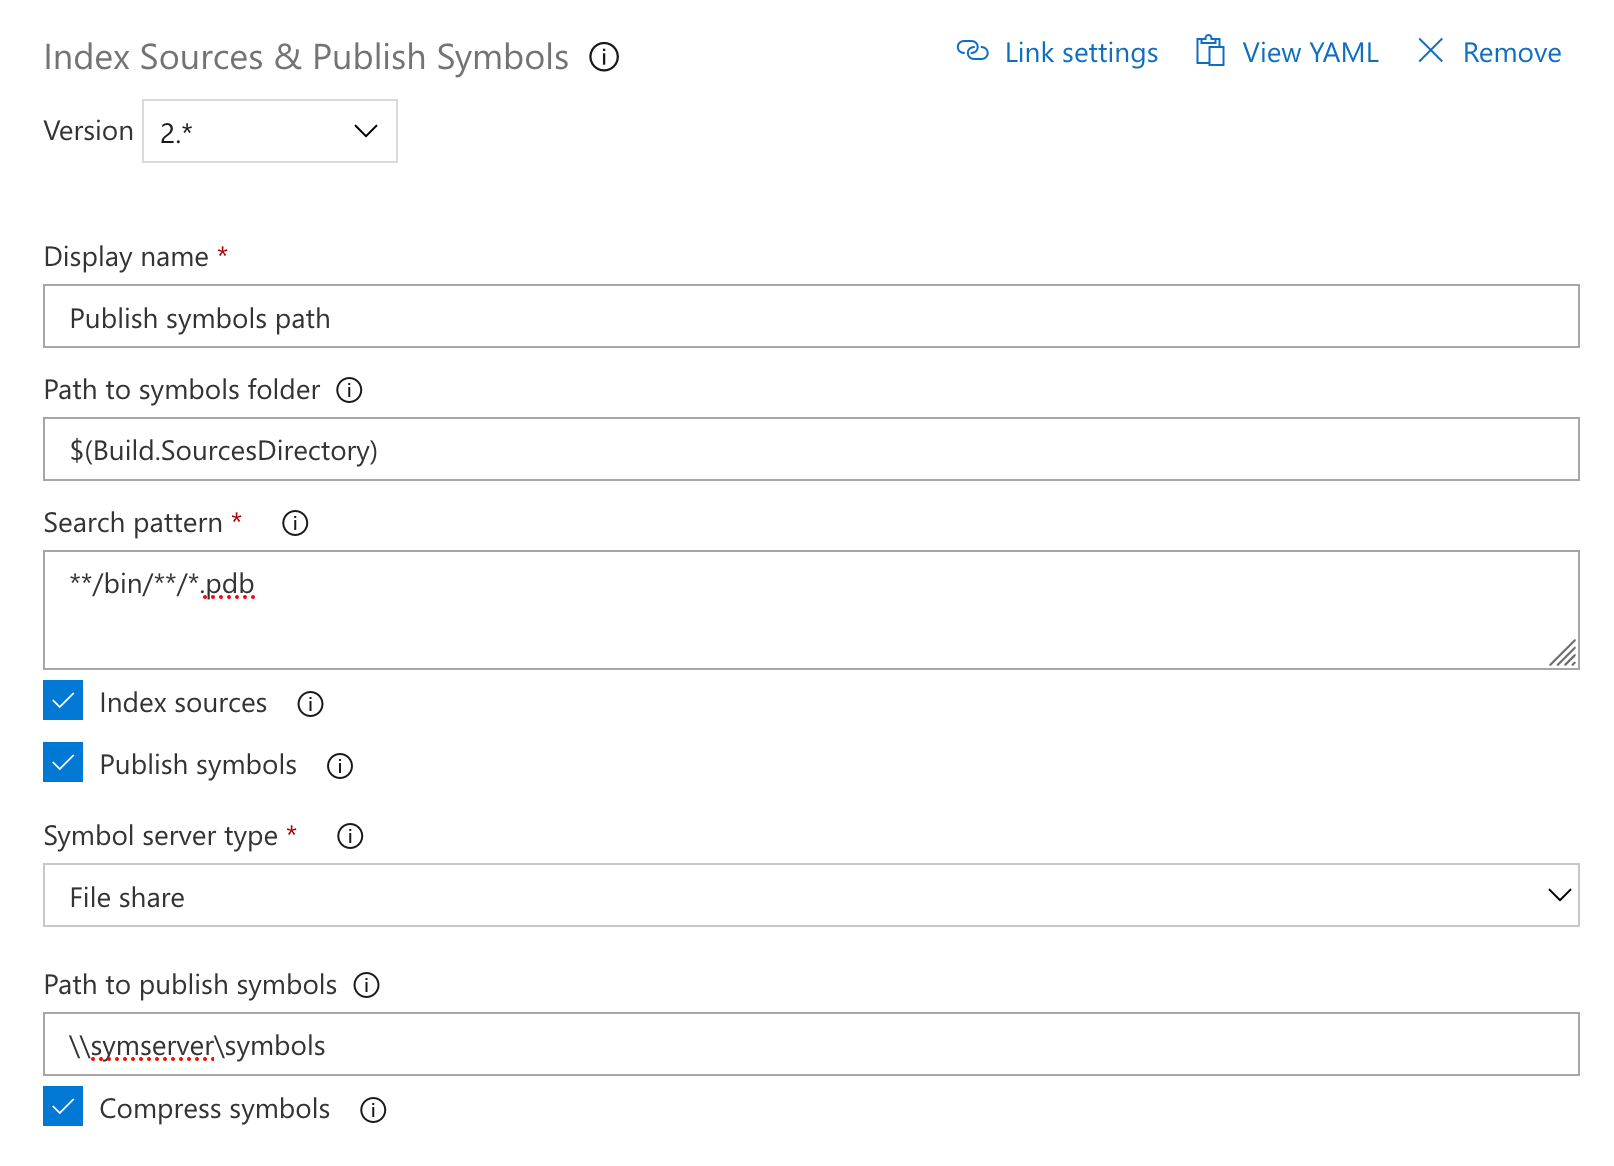 Index Sources & Publish Symbols
Link settings
View YAML
Remove
Version 2.*
Display name *
Publish symbols path
Path to symbols folder
$(Build.SourcesDirectory)
Search pattern *
**/bin/**/*.pdb
Index sources
Publish symbols
Symbol server type *
File share
Path to publish symbols
\\symserver\symbols
Compress symbols